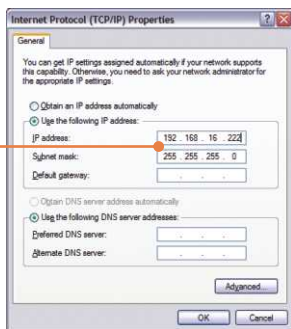 Internet Protocol (TCP/IP) Properties
General
You can get IP settings assigned automatically if your network supports
this capability. Otherwise, you need to ask your network administrator for
the appropriate IP settings.
Obtain an IP address automatically
Use the following IP address:
IP address: 192 . 168 . 16 . 222
Subnet mask: 255 . 255 . 255 . 0
Default gateway: . . .
Obtain DNS server address automatically
Use the following DNS server addresses:
Preferred DNS server: . . .
Alternate DNS server: . . .
Advanced...
OK Cancel